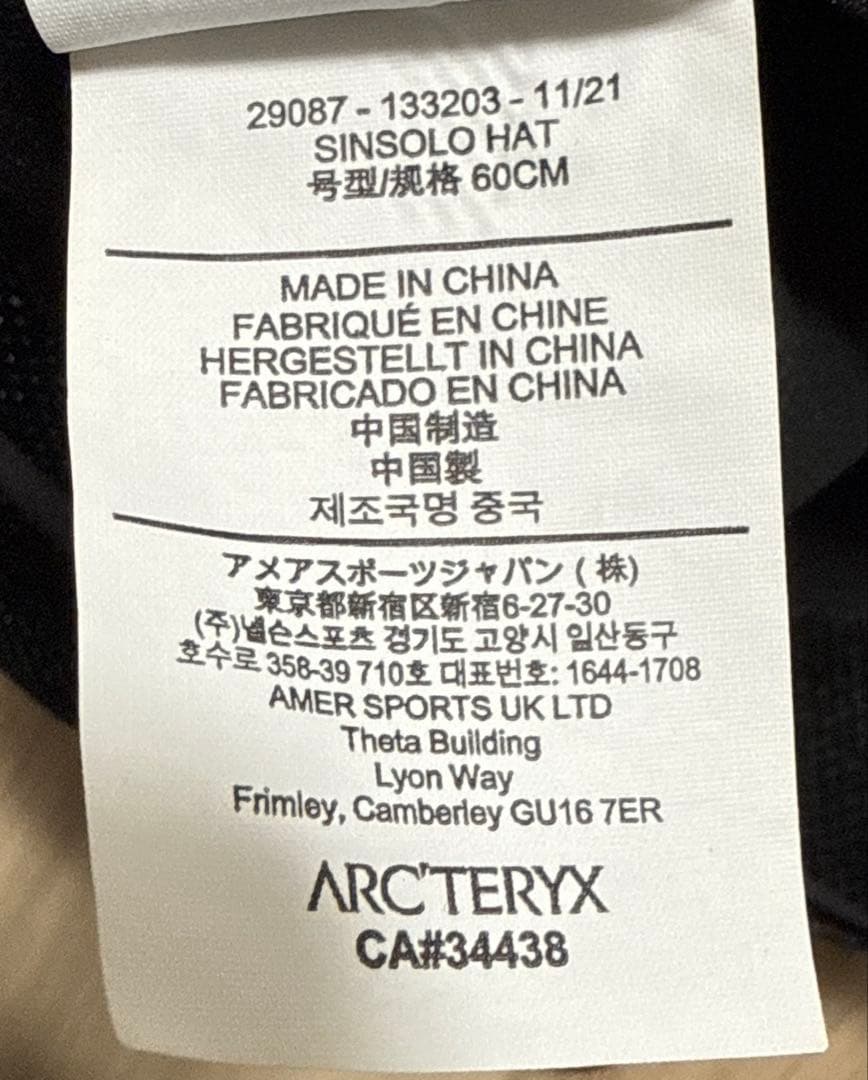 29087 - 133203 - 11/21
SINSOLO HAT
号型/规格 60CM
MADE IN CHINA
FABRIQUÉ EN CHINE
HERGESTELLT IN CHINA
FABRICADO EN CHINA
中国制造
中国製
제조국명 중국
アメアスポーツジャパン ( 株)
東京都新宿区新宿6-27-30
(주)넬슨스포츠 경기도 고양시 일산동구
호수로 358-39 710호 대표번호: 1644-1708
AMER SPORTS UK LTD
Theta Building
Lyon Way
Frimley, Camberley GU16 7ER
ARC'TERYX
CA#34438